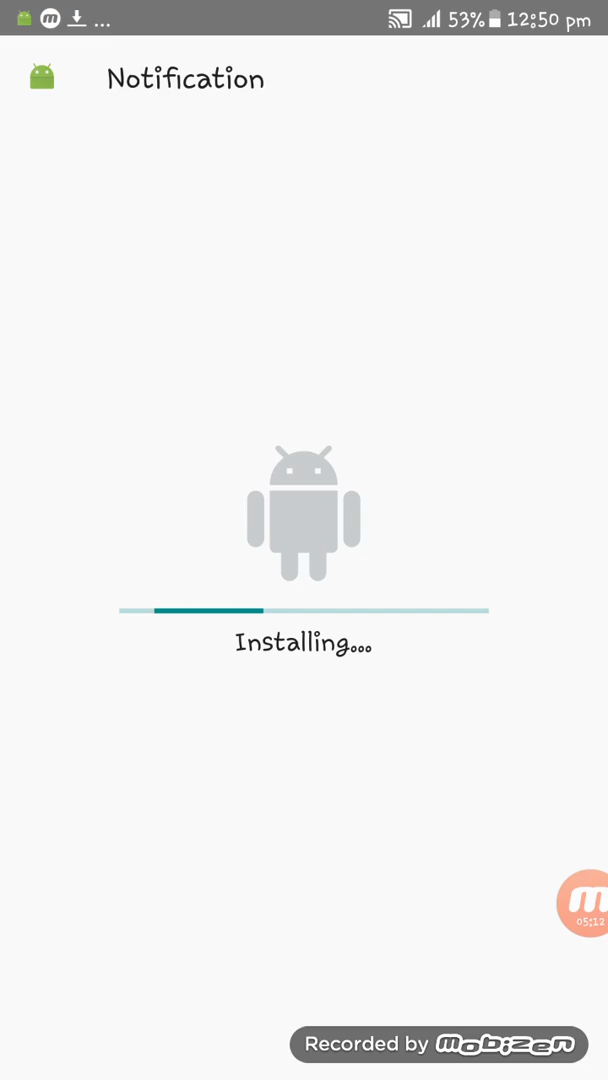 ... 53% 12:50 pm
Notification
Installing...
m
05:12
Recorded by mobizen